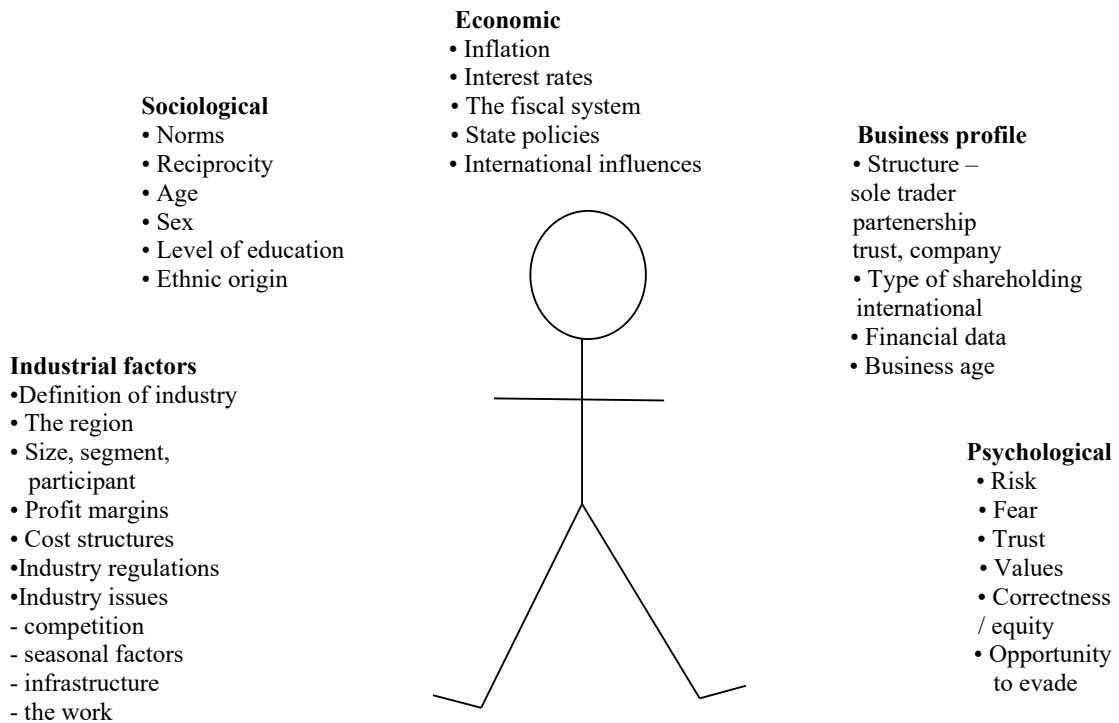 Economic
• Inflation
• Interest rates
• The fiscal system
• State policies
• International influences
Sociological
• Norms
• Reciprocity
• Age
• Sex
• Level of education
• Ethnic origin
Business profile
• Structure –
sole trader
partenership
trust, company
• Type of shareholding
international
• Financial data
• Business age
Industrial factors
•Definition of industry
• The region
• Size, segment,
participant
• Profit margins
• Cost structures
•Industry regulations
•Industry issues
- competition
- seasonal factors
- infrastructure
- the work
Psychological
• Risk
• Fear
• Trust
• Values
• Correctness
/ equity
• Opportunity
to evade